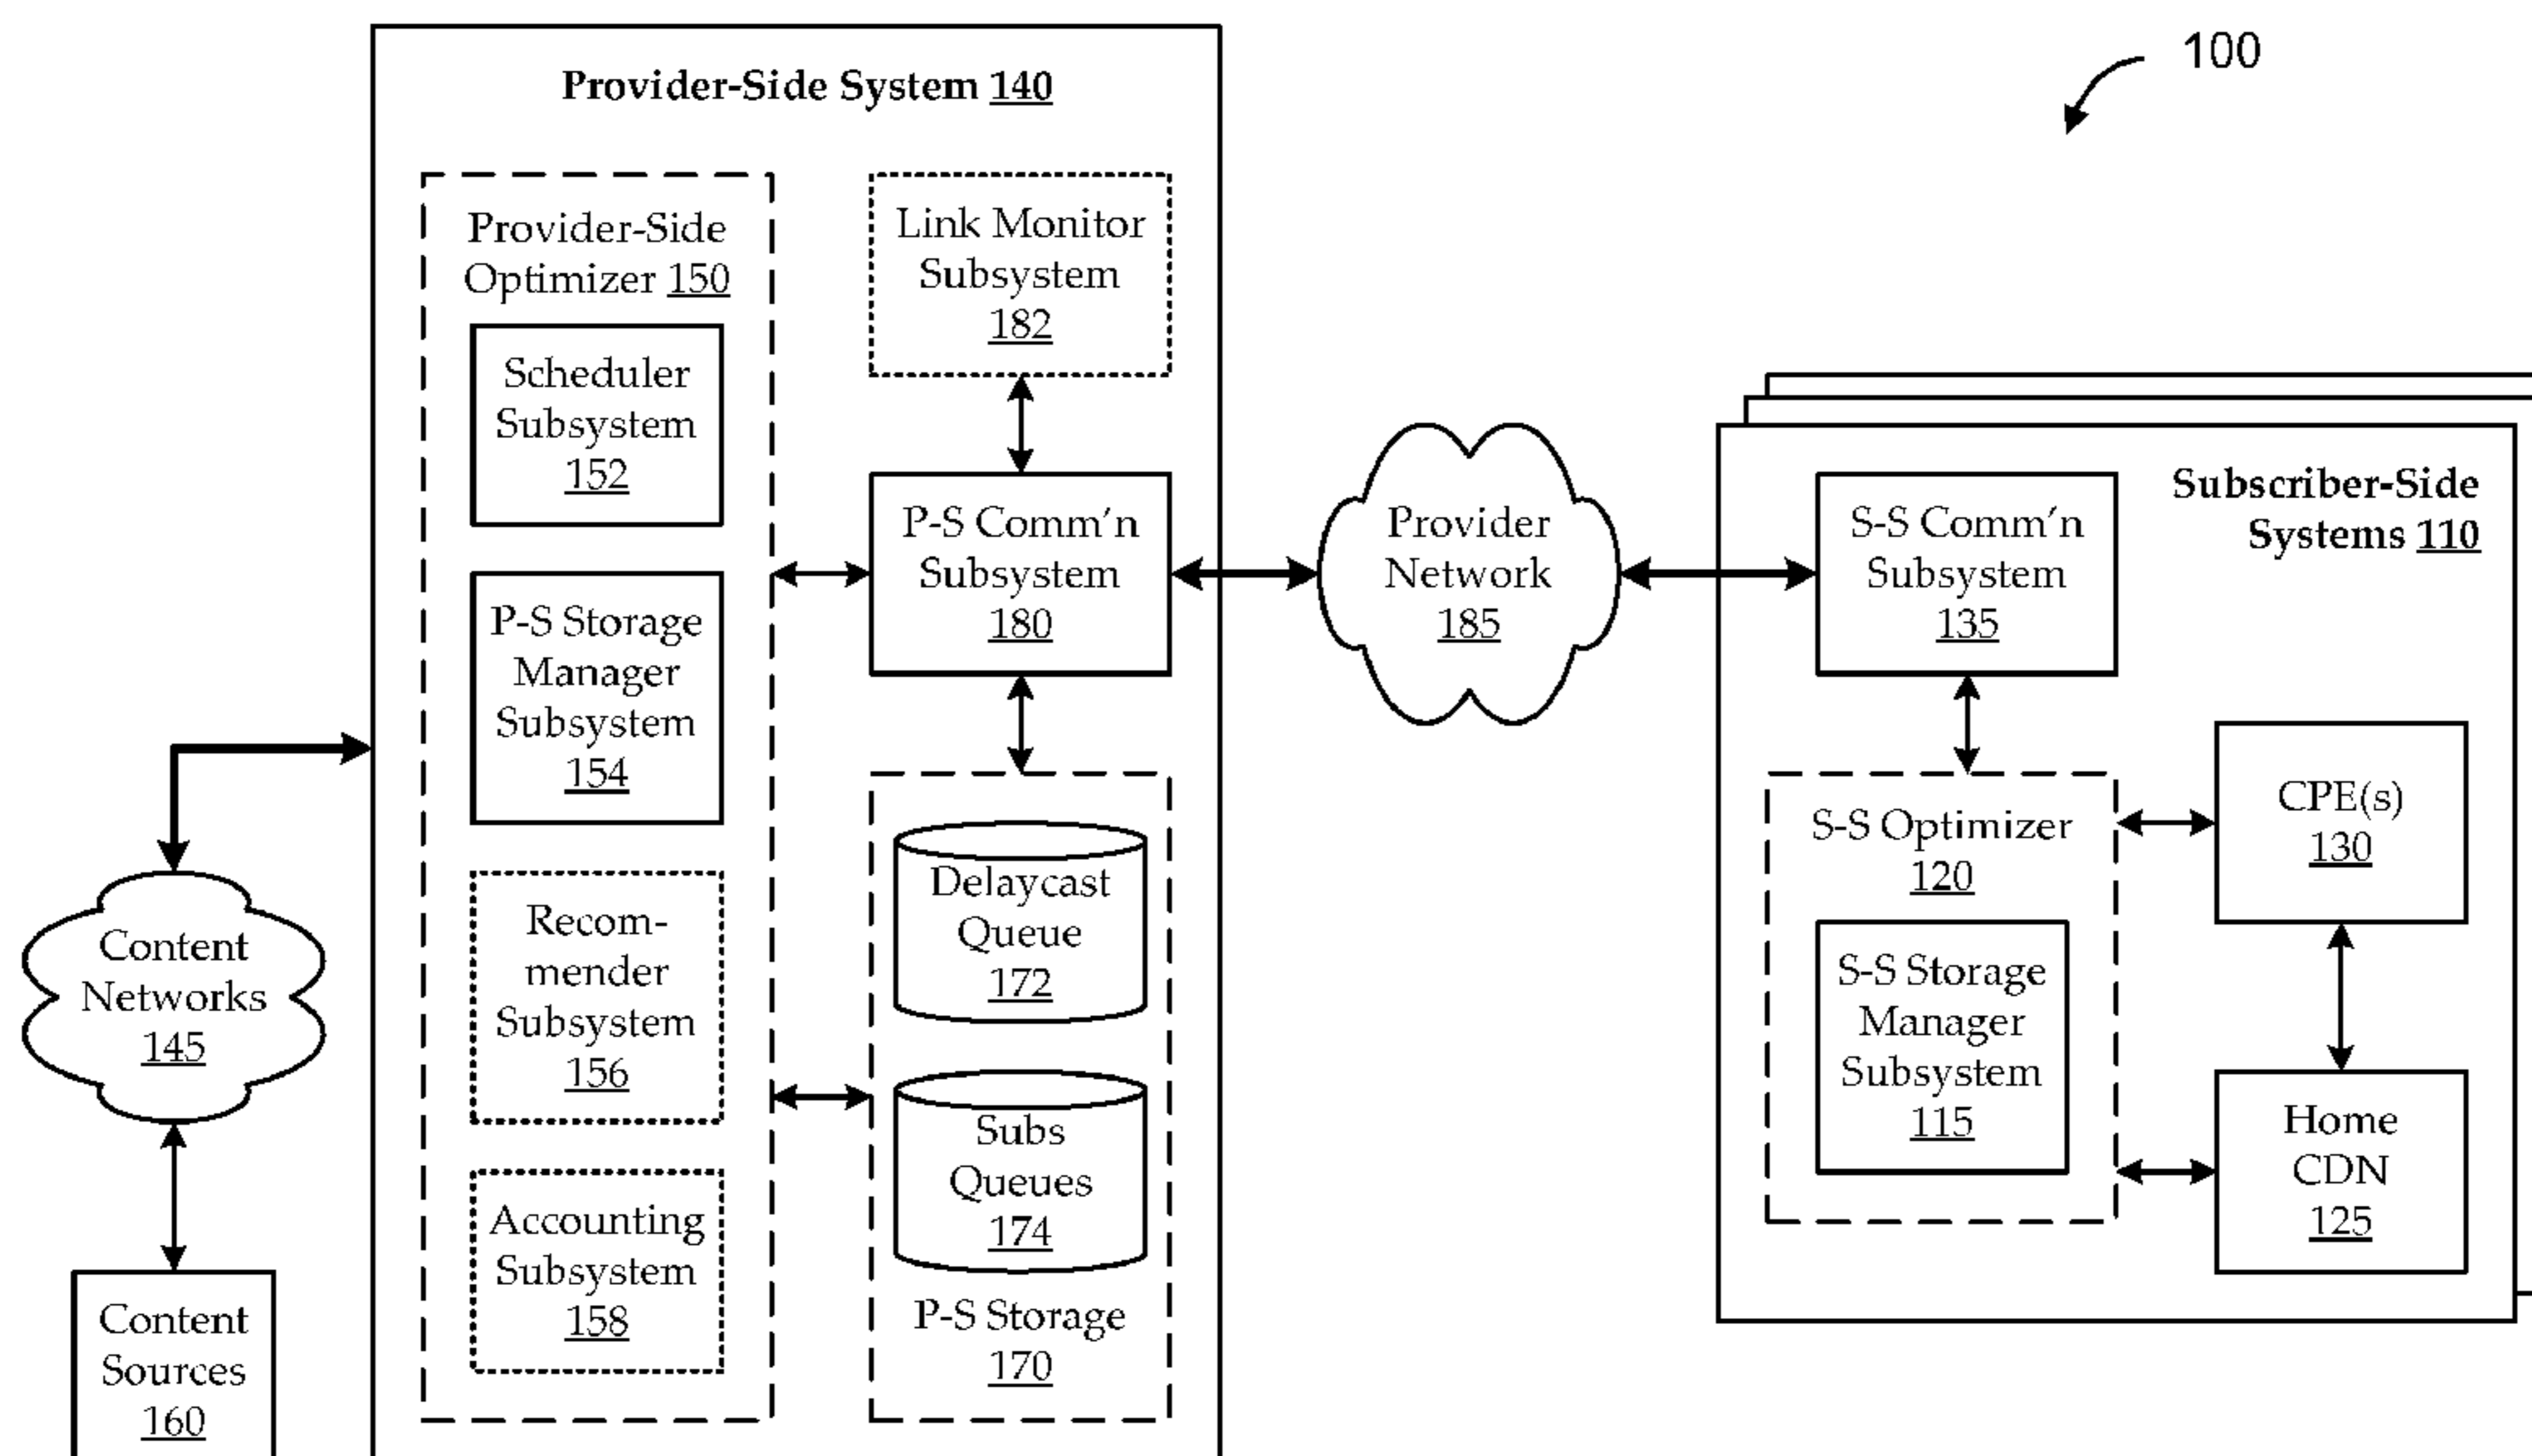 100
Provider-Side System 140
Provider-Side
Optimizer 150
Scheduler
Subsystem
152
P-S Storage
Manager
Subsystem
154
Recom-
mender
Subsystem
156
Accounting
Subsystem
158
Link Monitor
Subsystem
182
P-S Comm'n
Subsystem
180
Delaycast
Queue
172
Subs
Queues
174
P-S Storage
170
Content
Networks
145
Content
Sources
160
Provider
Network
185
Subscriber-Side
Systems 110
S-S Comm'n
Subsystem
135
S-S Optimizer
120
S-S Storage
Manager
Subsystem
115
CPE(s)
130
Home
CDN
125